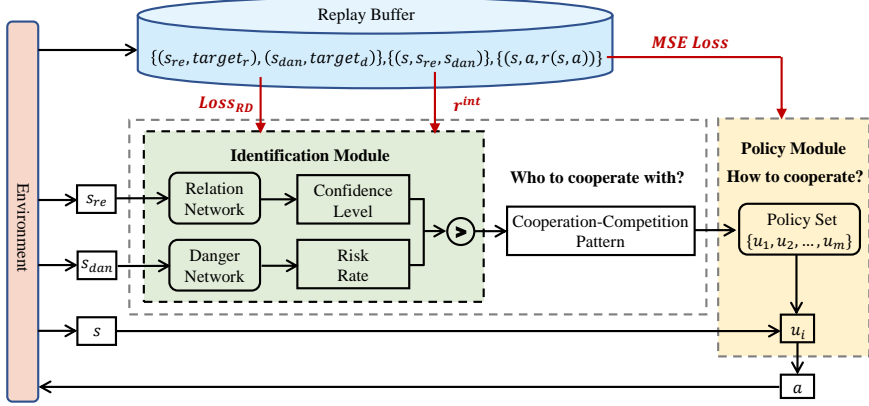 Replay Buffer
{(s_re, target_r), (s_dan, target_d)}, {(s, s_re, s_dan)}, {(s, a, r(s, a))}
MSE Loss
Loss_RD
r^int
Environment
Identification Module
Relation
Network
Confidence
Level
Danger
Network
Risk
Rate
>
Who to cooperate with?
Cooperation-Competition
Pattern
Policy Module
How to cooperate?
Policy Set
{u_1, u_2, ..., u_m}
s_re
s_dan
s
u_i
a